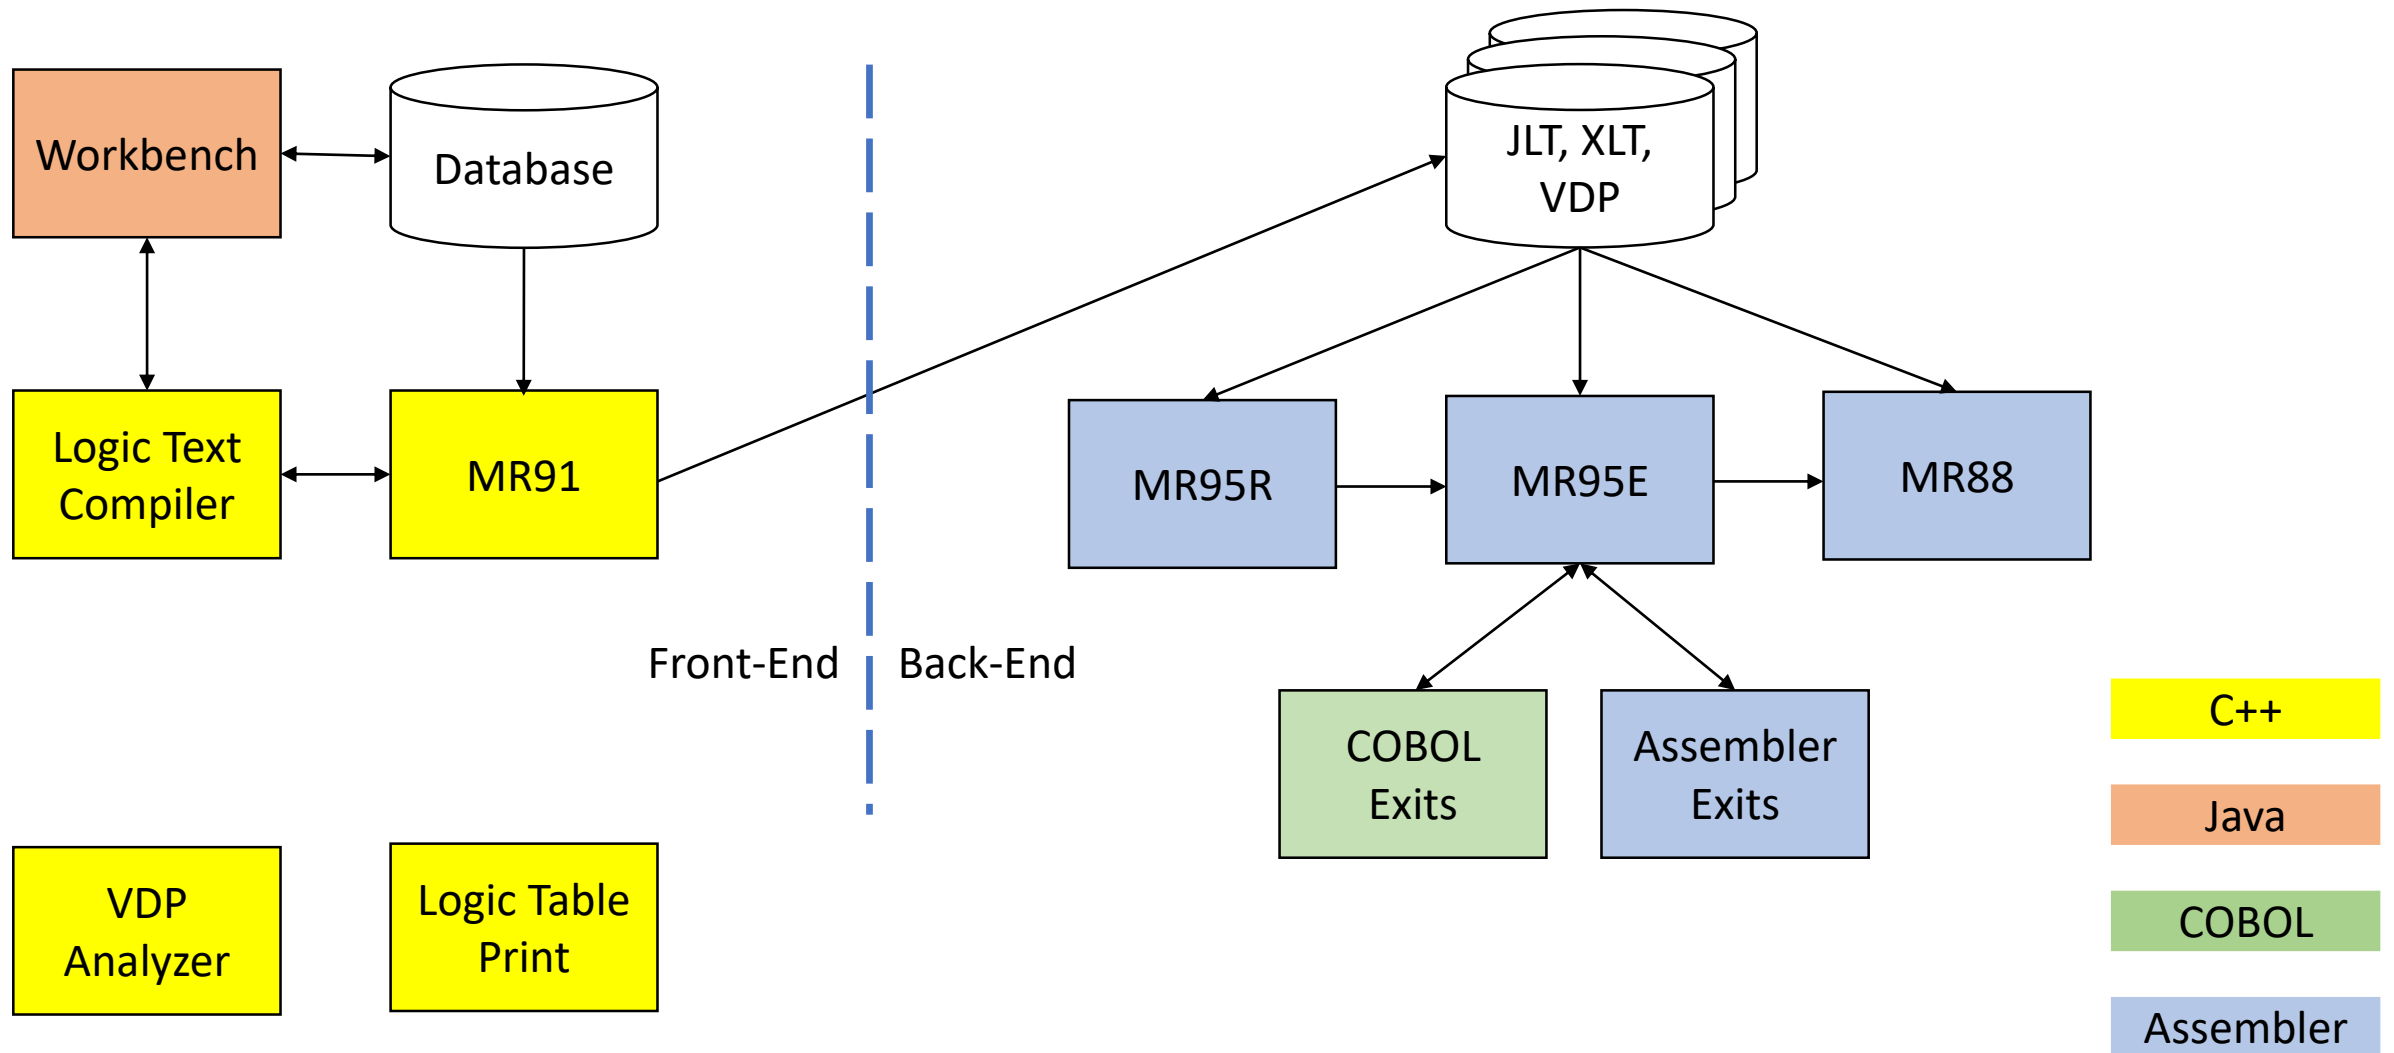 Workbench
Database
JLT, XLT,
VDP
Logic Text
Compiler
MR91
MR95R
MR95E
MR88
Front-End
Back-End
COBOL
Exits
Assembler
Exits
VDP
Analyzer
Logic Table
Print
C++
Java
COBOL
Assembler